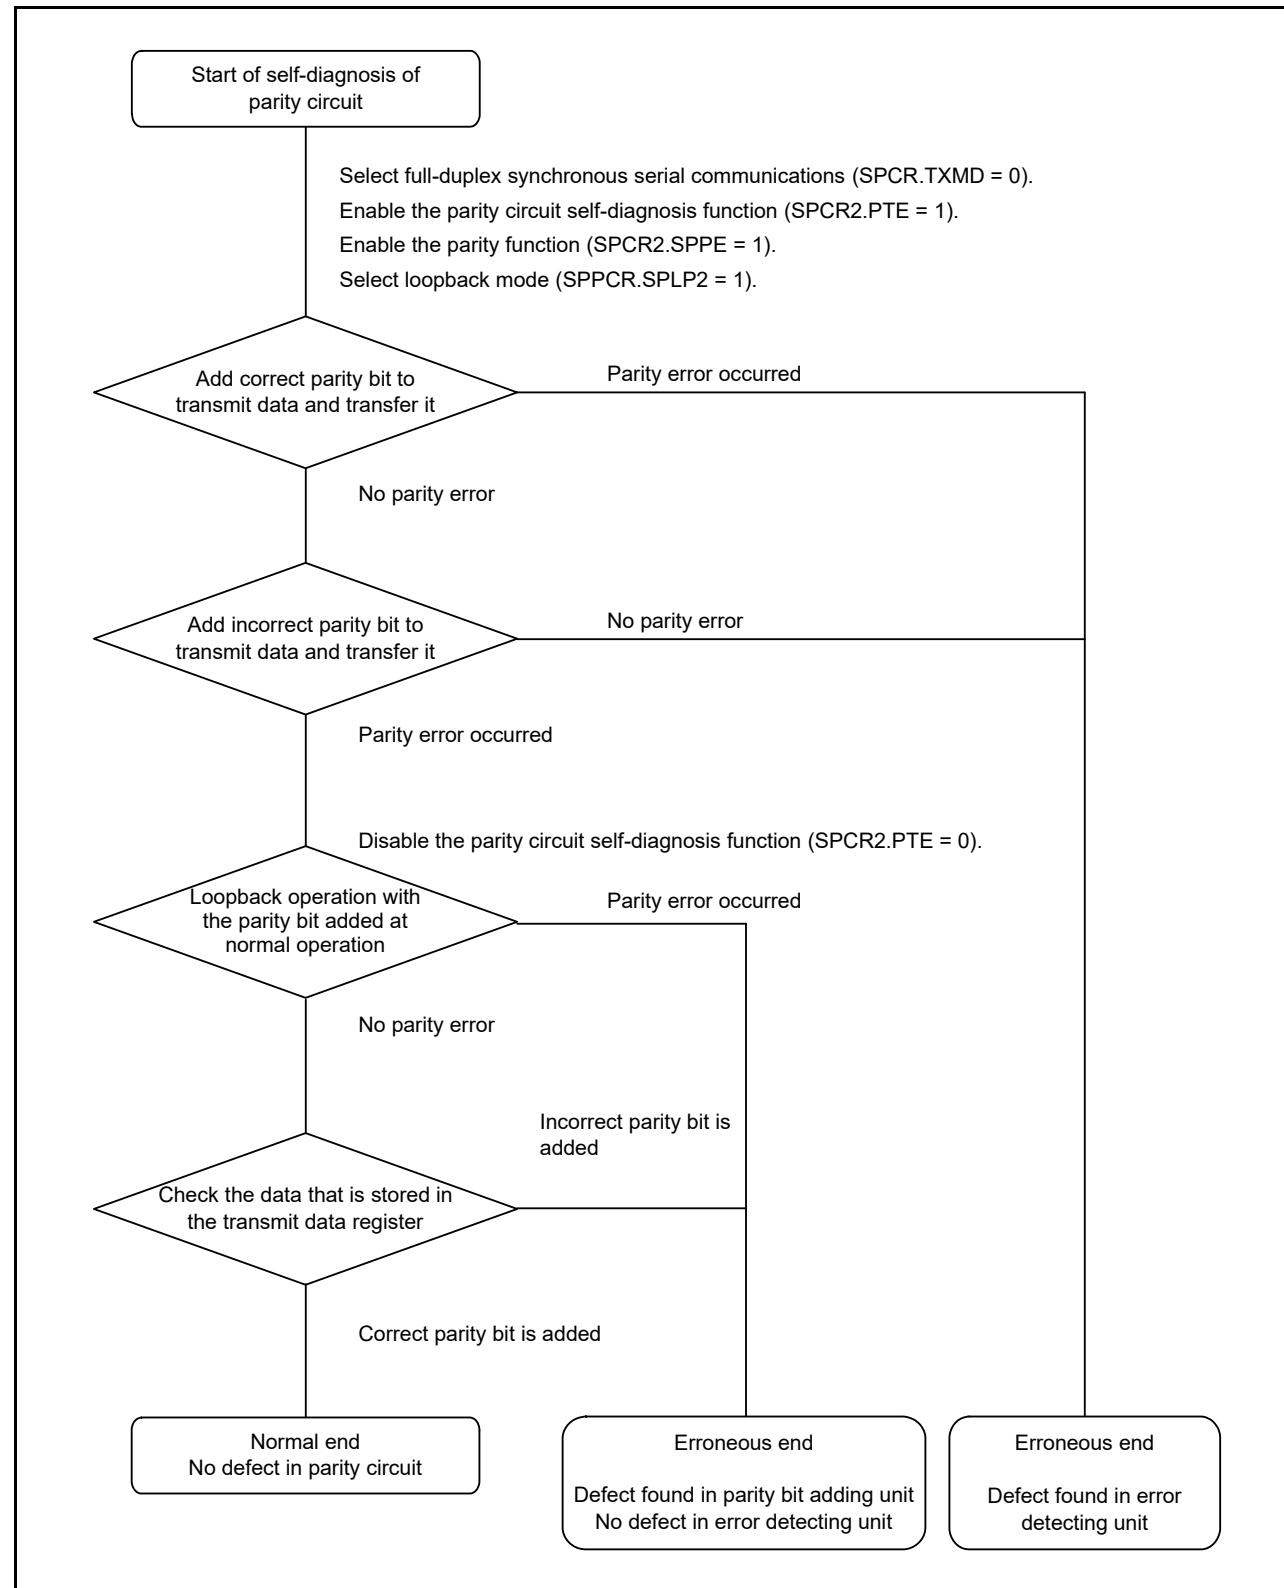 Start of self-diagnosis of
parity circuit
Select full-duplex synchronous serial communications (SPCR.TXMD = 0).
Enable the parity circuit self-diagnosis function (SPCR2.PTE = 1).
Enable the parity function (SPCR2.SPPE = 1).
Select loopback mode (SPPCR.SPLP2 = 1).
Add correct parity bit to
transmit data and transfer it
Parity error occurred
No parity error
Add incorrect parity bit to
transmit data and transfer it
No parity error
Parity error occurred
Disable the parity circuit self-diagnosis function (SPCR2.PTE = 0).
Loopback operation with
the parity bit added at
normal operation
Parity error occurred
No parity error
Incorrect parity bit is
added
Check the data that is stored in
the transmit data register
Correct parity bit is added
Normal end
No defect in parity circuit
Erroneous end
Defect found in parity bit adding unit
No defect in error detecting unit
Erroneous end
Defect found in error
detecting unit